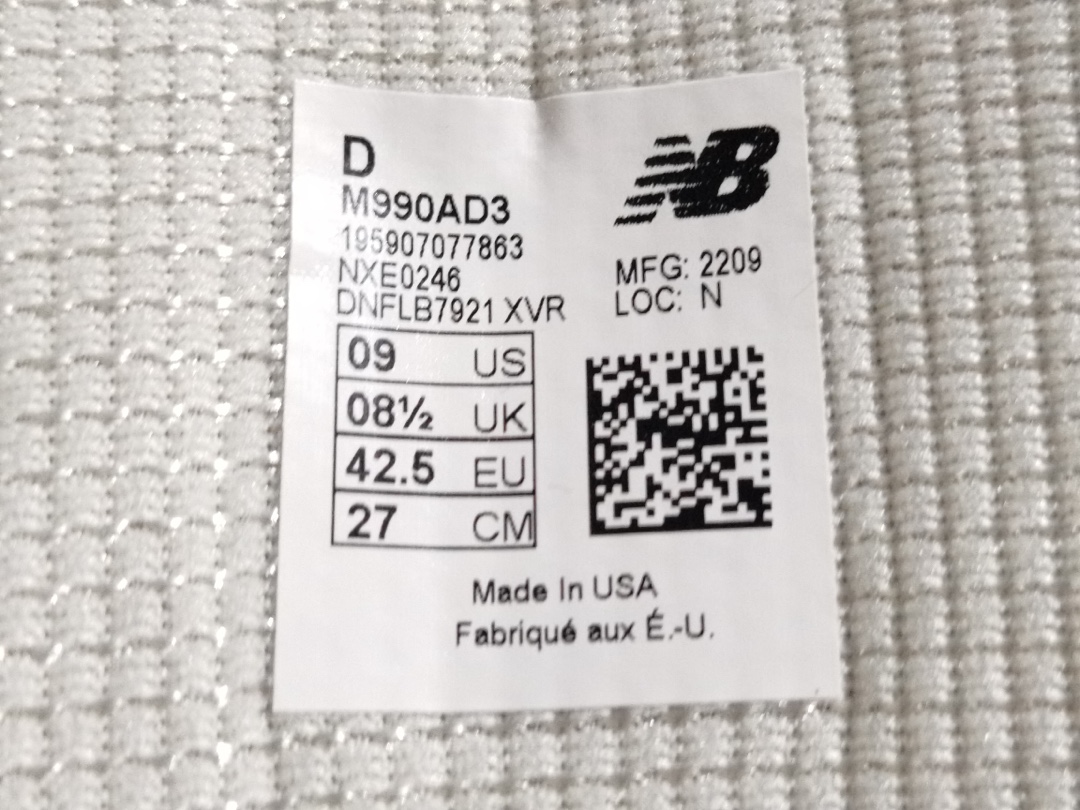 D
M990AD3
195907077863
NXE0246
DNFLB7921 XVR
NB
MFG: 2209
LOC: N
09 US
08½ UK
42.5 EU
27 CM
Made In USA
Fabriqué aux É.-U.